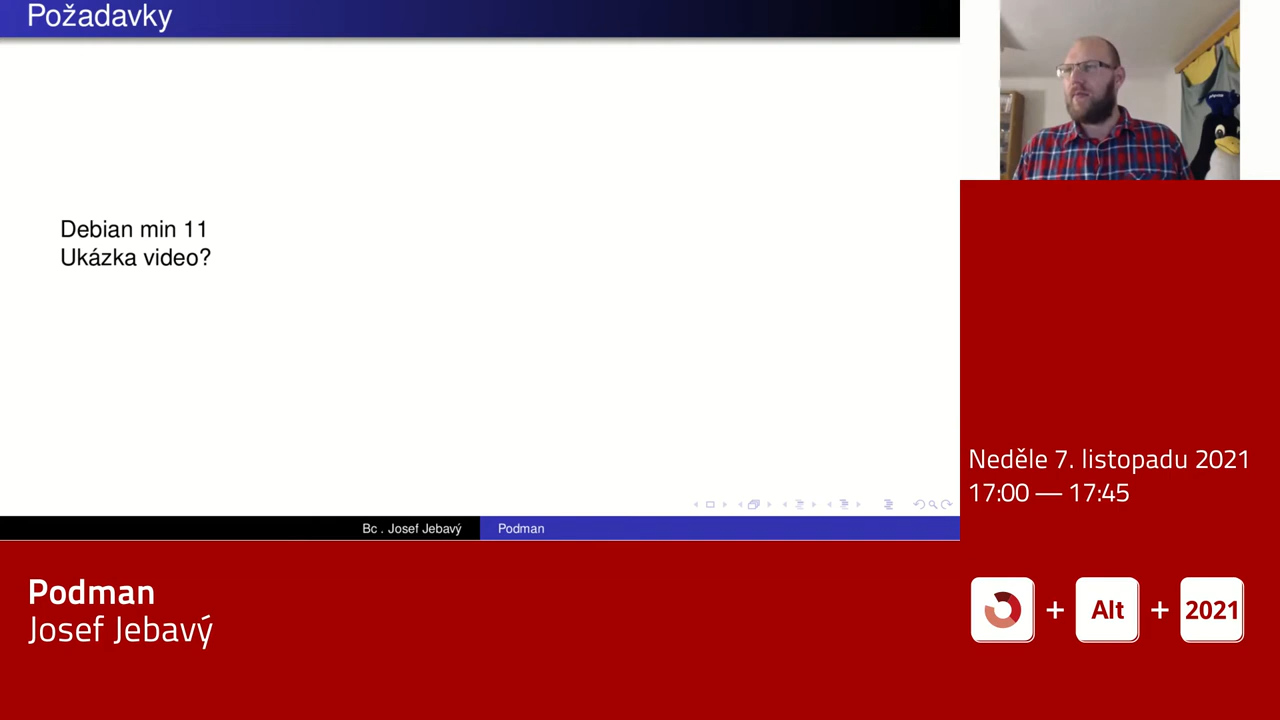 Požadavky
Debian min 11
Ukázka video?
Bc . Josef Jebavý
Podman
Neděle 7. listopadu 2021
17:00 — 17:45
Podman
Josef Jebavý
+ Alt + 2021